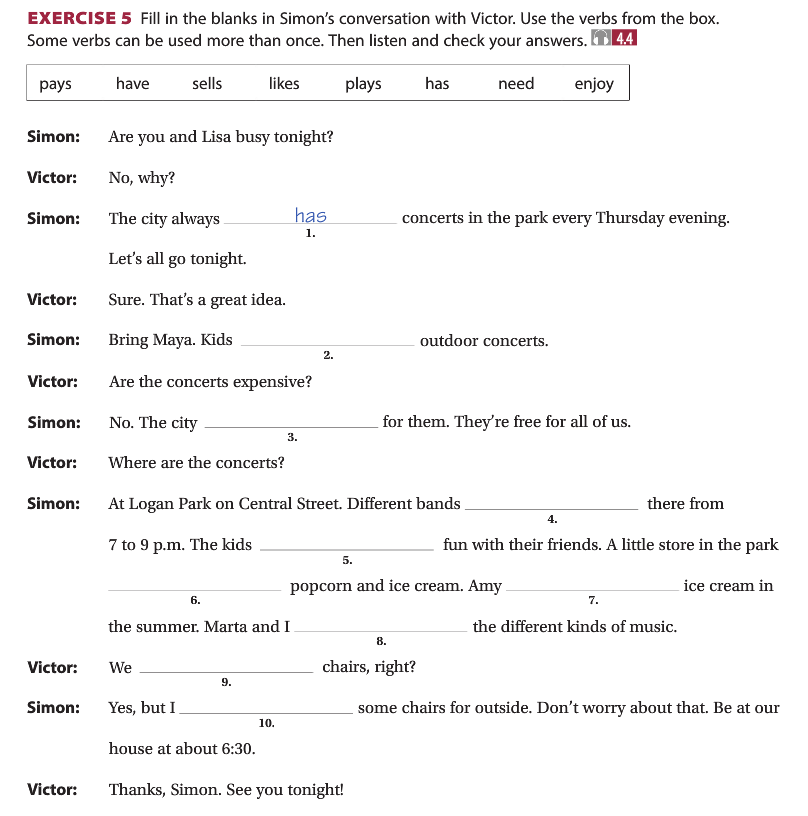 EXERCISE 5 Fill in the blanks in Simon's conversation with Victor. Use the verbs from the box.
Some verbs can be used more than once. Then listen and check your answers. 4.4
pays have sells likes plays has need enjoy
Simon: Are you and Lisa busy tonight?
Victor: No, why?
Simon: The city always has concerts in the park every Thursday evening.
1.
Let's all go tonight.
Victor: Sure. That's a great idea.
Simon: Bring Maya. Kids ____ outdoor concerts.
2.
Victor: Are the concerts expensive?
Simon: No. The city ____ for them. They're free for all of us.
3.
Victor: Where are the concerts?
Simon: At Logan Park on Central Street. Different bands ____ there from
4.
7 to 9 p.m. The kids ____ fun with their friends. A little store in the park
5.
____ popcorn and ice cream. Amy ____ ice cream in
6. 7.
the summer. Marta and I ____ the different kinds of music.
8.
Victor: We ____ chairs, right?
9.
Simon: Yes, but I ____ some chairs for outside. Don't worry about that. Be at our
10.
house at about 6:30.
Victor: Thanks, Simon. See you tonight!